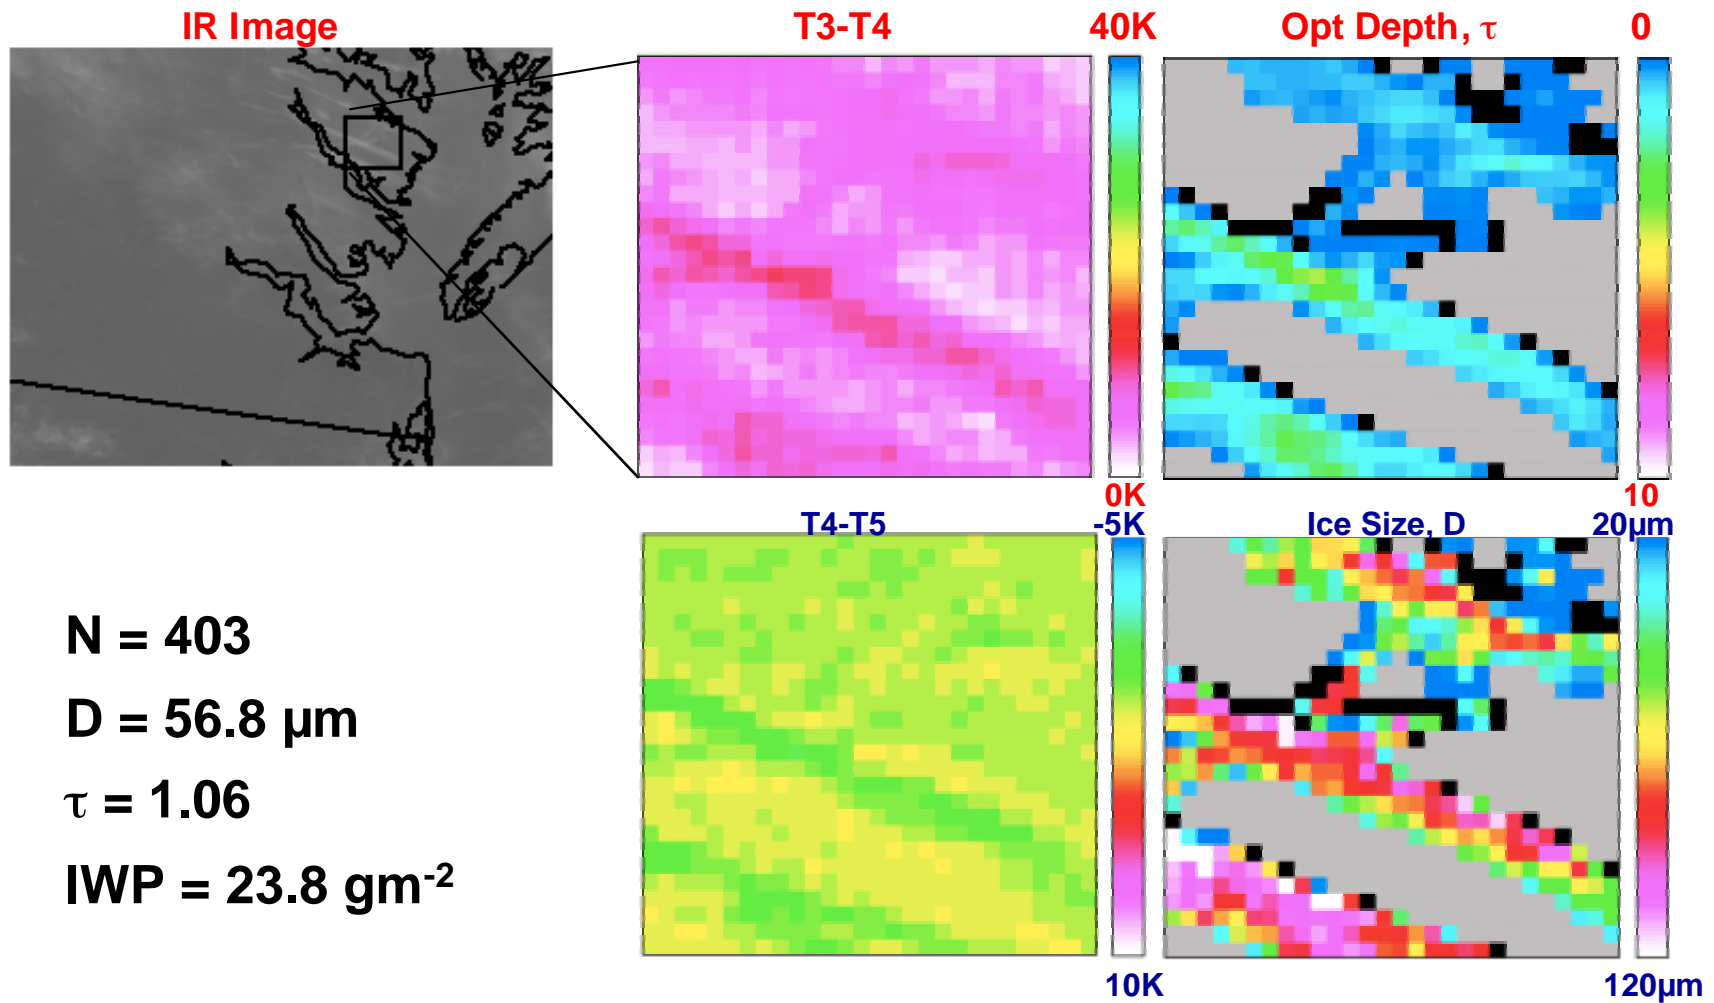 IR Image
T3-T4
40K
Opt Depth, τ
0
0K
10
T4-T5
-5K
Ice Size, D
20µm
N = 403
D = 56.8 µm
τ = 1.06
IWP = 23.8 gm⁻²
10K
120µm